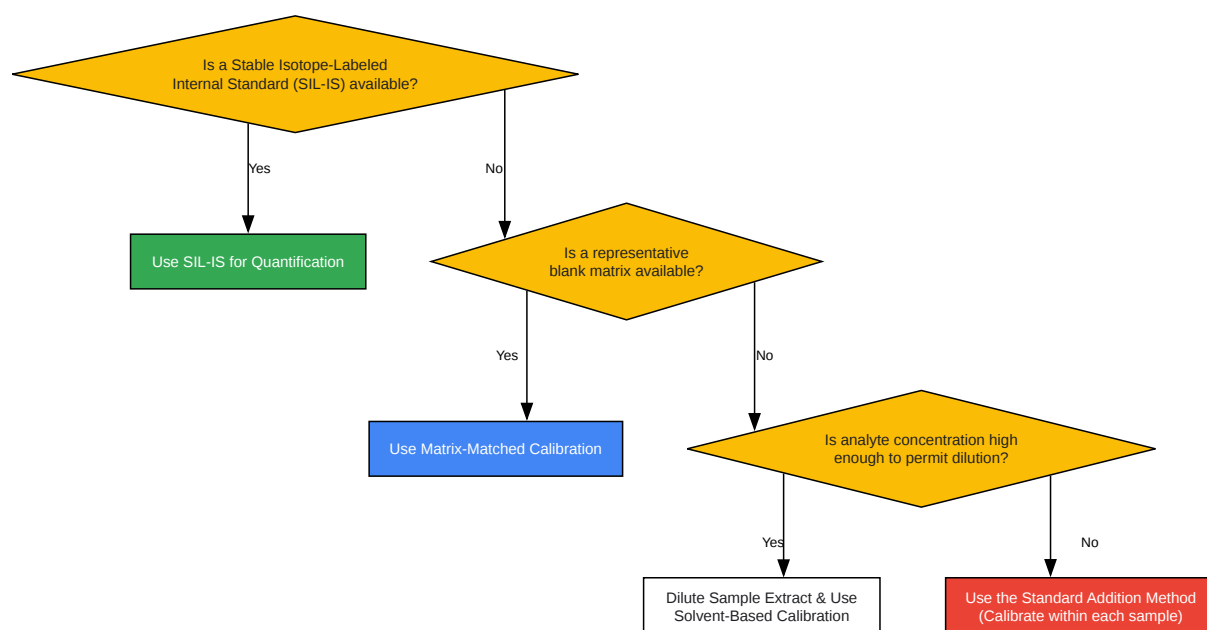 Is a Stable Isotope-Labeled
Internal Standard (SIL-IS) available?
Yes
No
Use SIL-IS for Quantification
Is a representative
blank matrix available?
Yes
No
Use Matrix-Matched Calibration
Is analyte concentration high
enough to permit dilution?
Yes
No
Dilute Sample Extract & Use
Solvent-Based Calibration
Use the Standard Addition Method
(Calibrate within each sample)